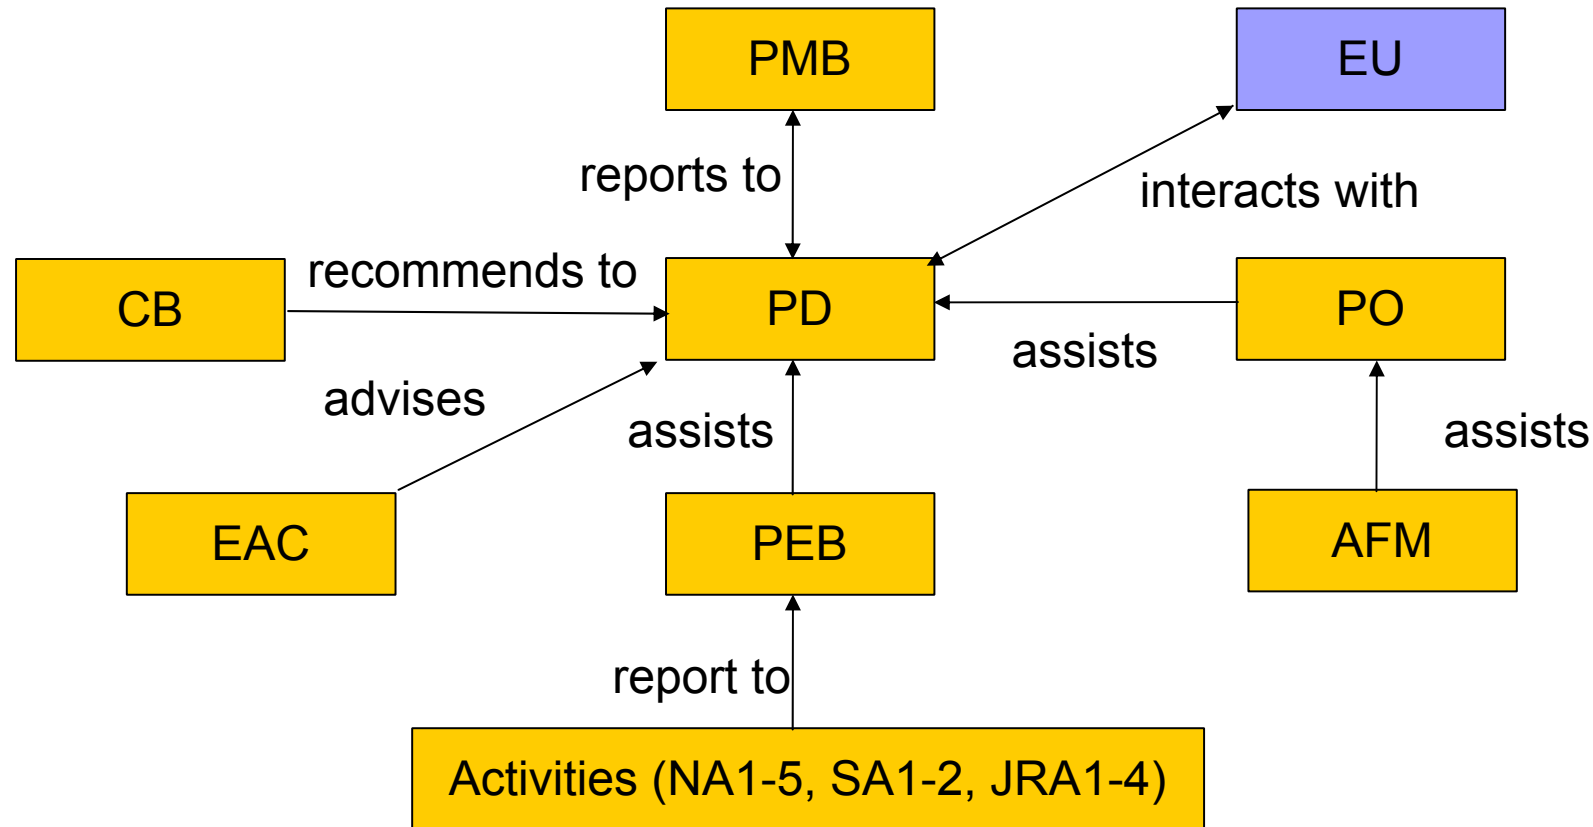 PMB
EU
reports to
interacts with
recommends to
CB
PD
PO
assists
advises
assists
assists
EAC
PEB
AFM
report to
Activities (NA1-5, SA1-2, JRA1-4)